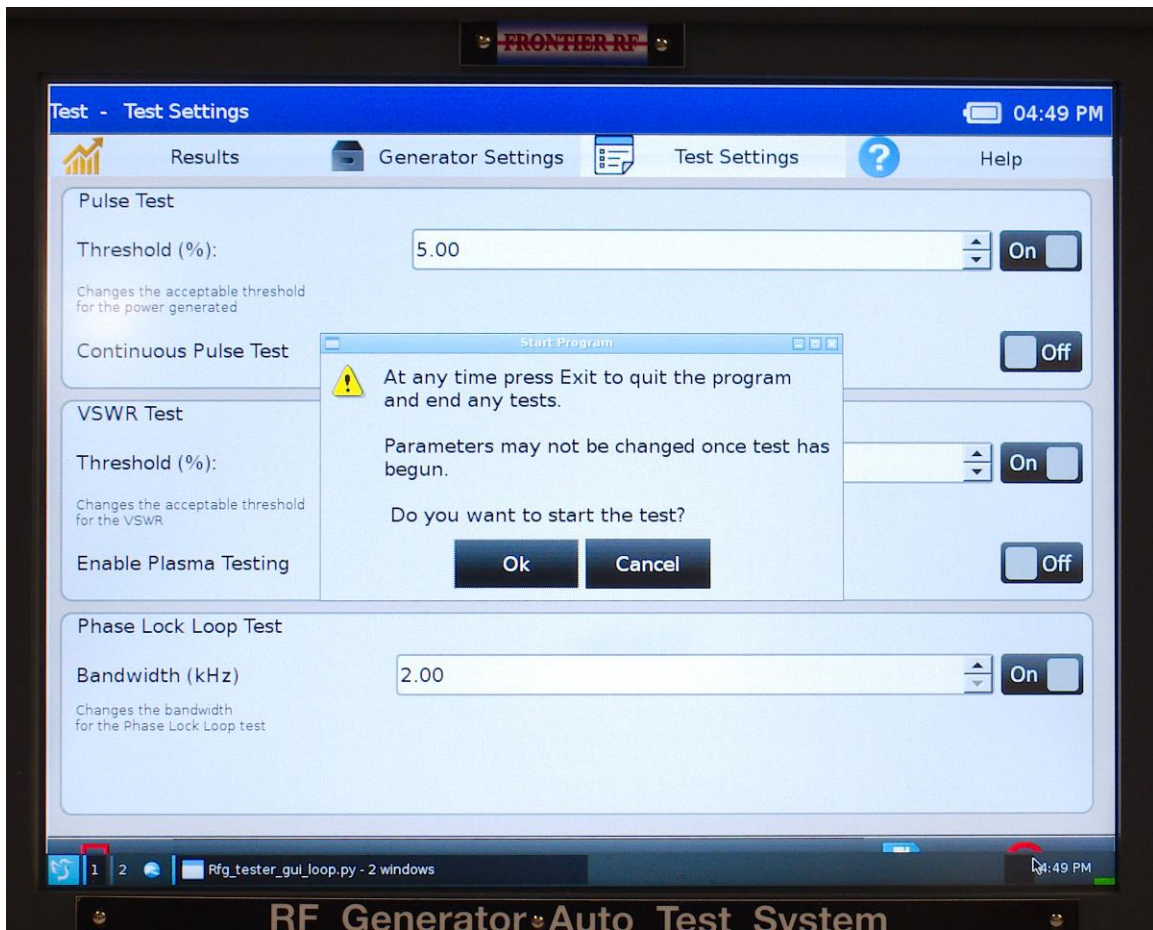 FRONTIER RF
Test - Test Settings 04:49 PM
Results Generator Settings Test Settings ? Help
Pulse Test
Threshold (%): 5.00 On
Changes the acceptable threshold
for the power generated
Continuous Pulse Test Off
Start Program
At any time press Exit to quit the program
and end any tests.
Parameters may not be changed once test has
begun.
Do you want to start the test?
Ok Cancel
VSWR Test
Threshold (%): On
Changes the acceptable threshold
for the VSWR
Enable Plasma Testing Off
Phase Lock Loop Test
Bandwidth (kHz) 2.00 On
Changes the bandwidth
for the Phase Lock Loop test
1 2 Rfg_tester_gui_loop.py - 2 windows 04:49 PM
RF Generator Auto Test System